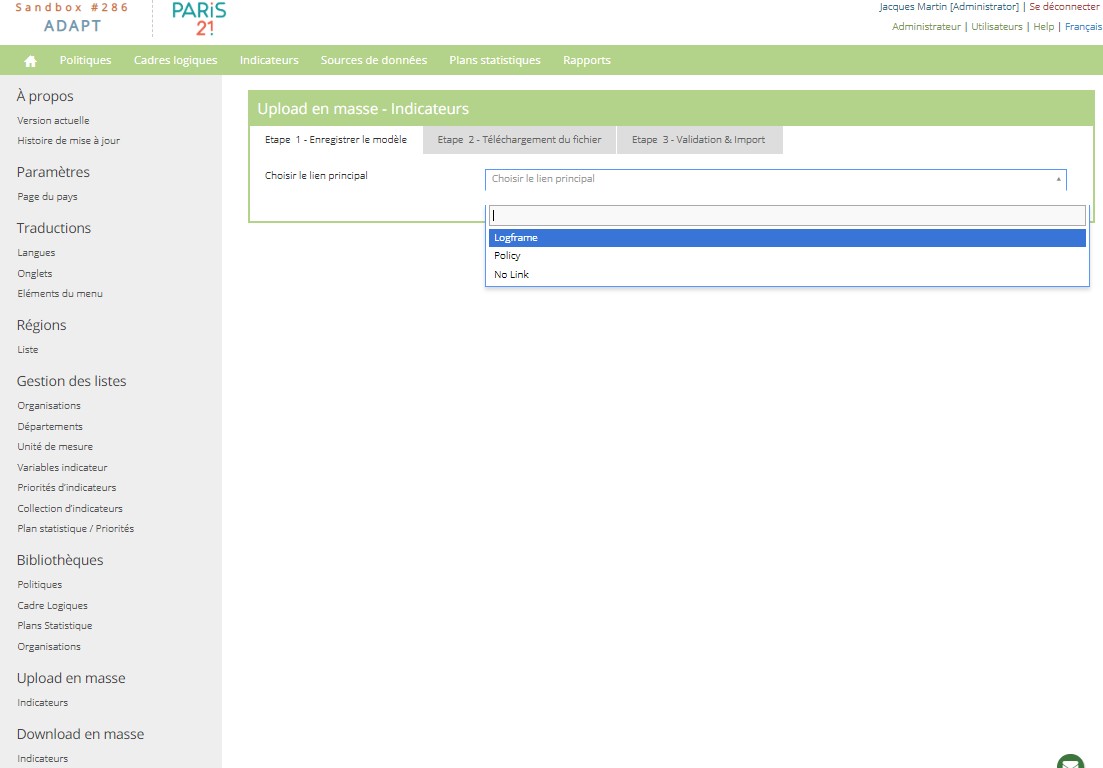 Sandbox #286
ADAPT
PARiS
21
Jacques Martin [Administrator] | Se déconnecter
Administrateur | Utilisateurs | Help | Français
Politiques Cadres logiques Indicateurs Sources de données Plans statistiques Rapports
À propos
Version actuelle
Histoire de mise à jour
Paramètres
Page du pays
Traductions
Langues
Onglets
Eléments du menu
Régions
Liste
Gestion des listes
Organisations
Départements
Unité de mesure
Variables indicateur
Priorités d'indicateurs
Collection d'indicateurs
Plan statistique / Priorités
Bibliothèques
Politiques
Cadre Logiques
Plans Statistique
Organisations
Upload en masse
Indicateurs
Download en masse
Indicateurs
Upload en masse - Indicateurs
Etape 1 - Enregistrer le modèle Etape 2 - Téléchargement du fichier Etape 3 - Validation & Import
Choisir le lien principal Choisir le lien principal
Logframe
Policy
No Link